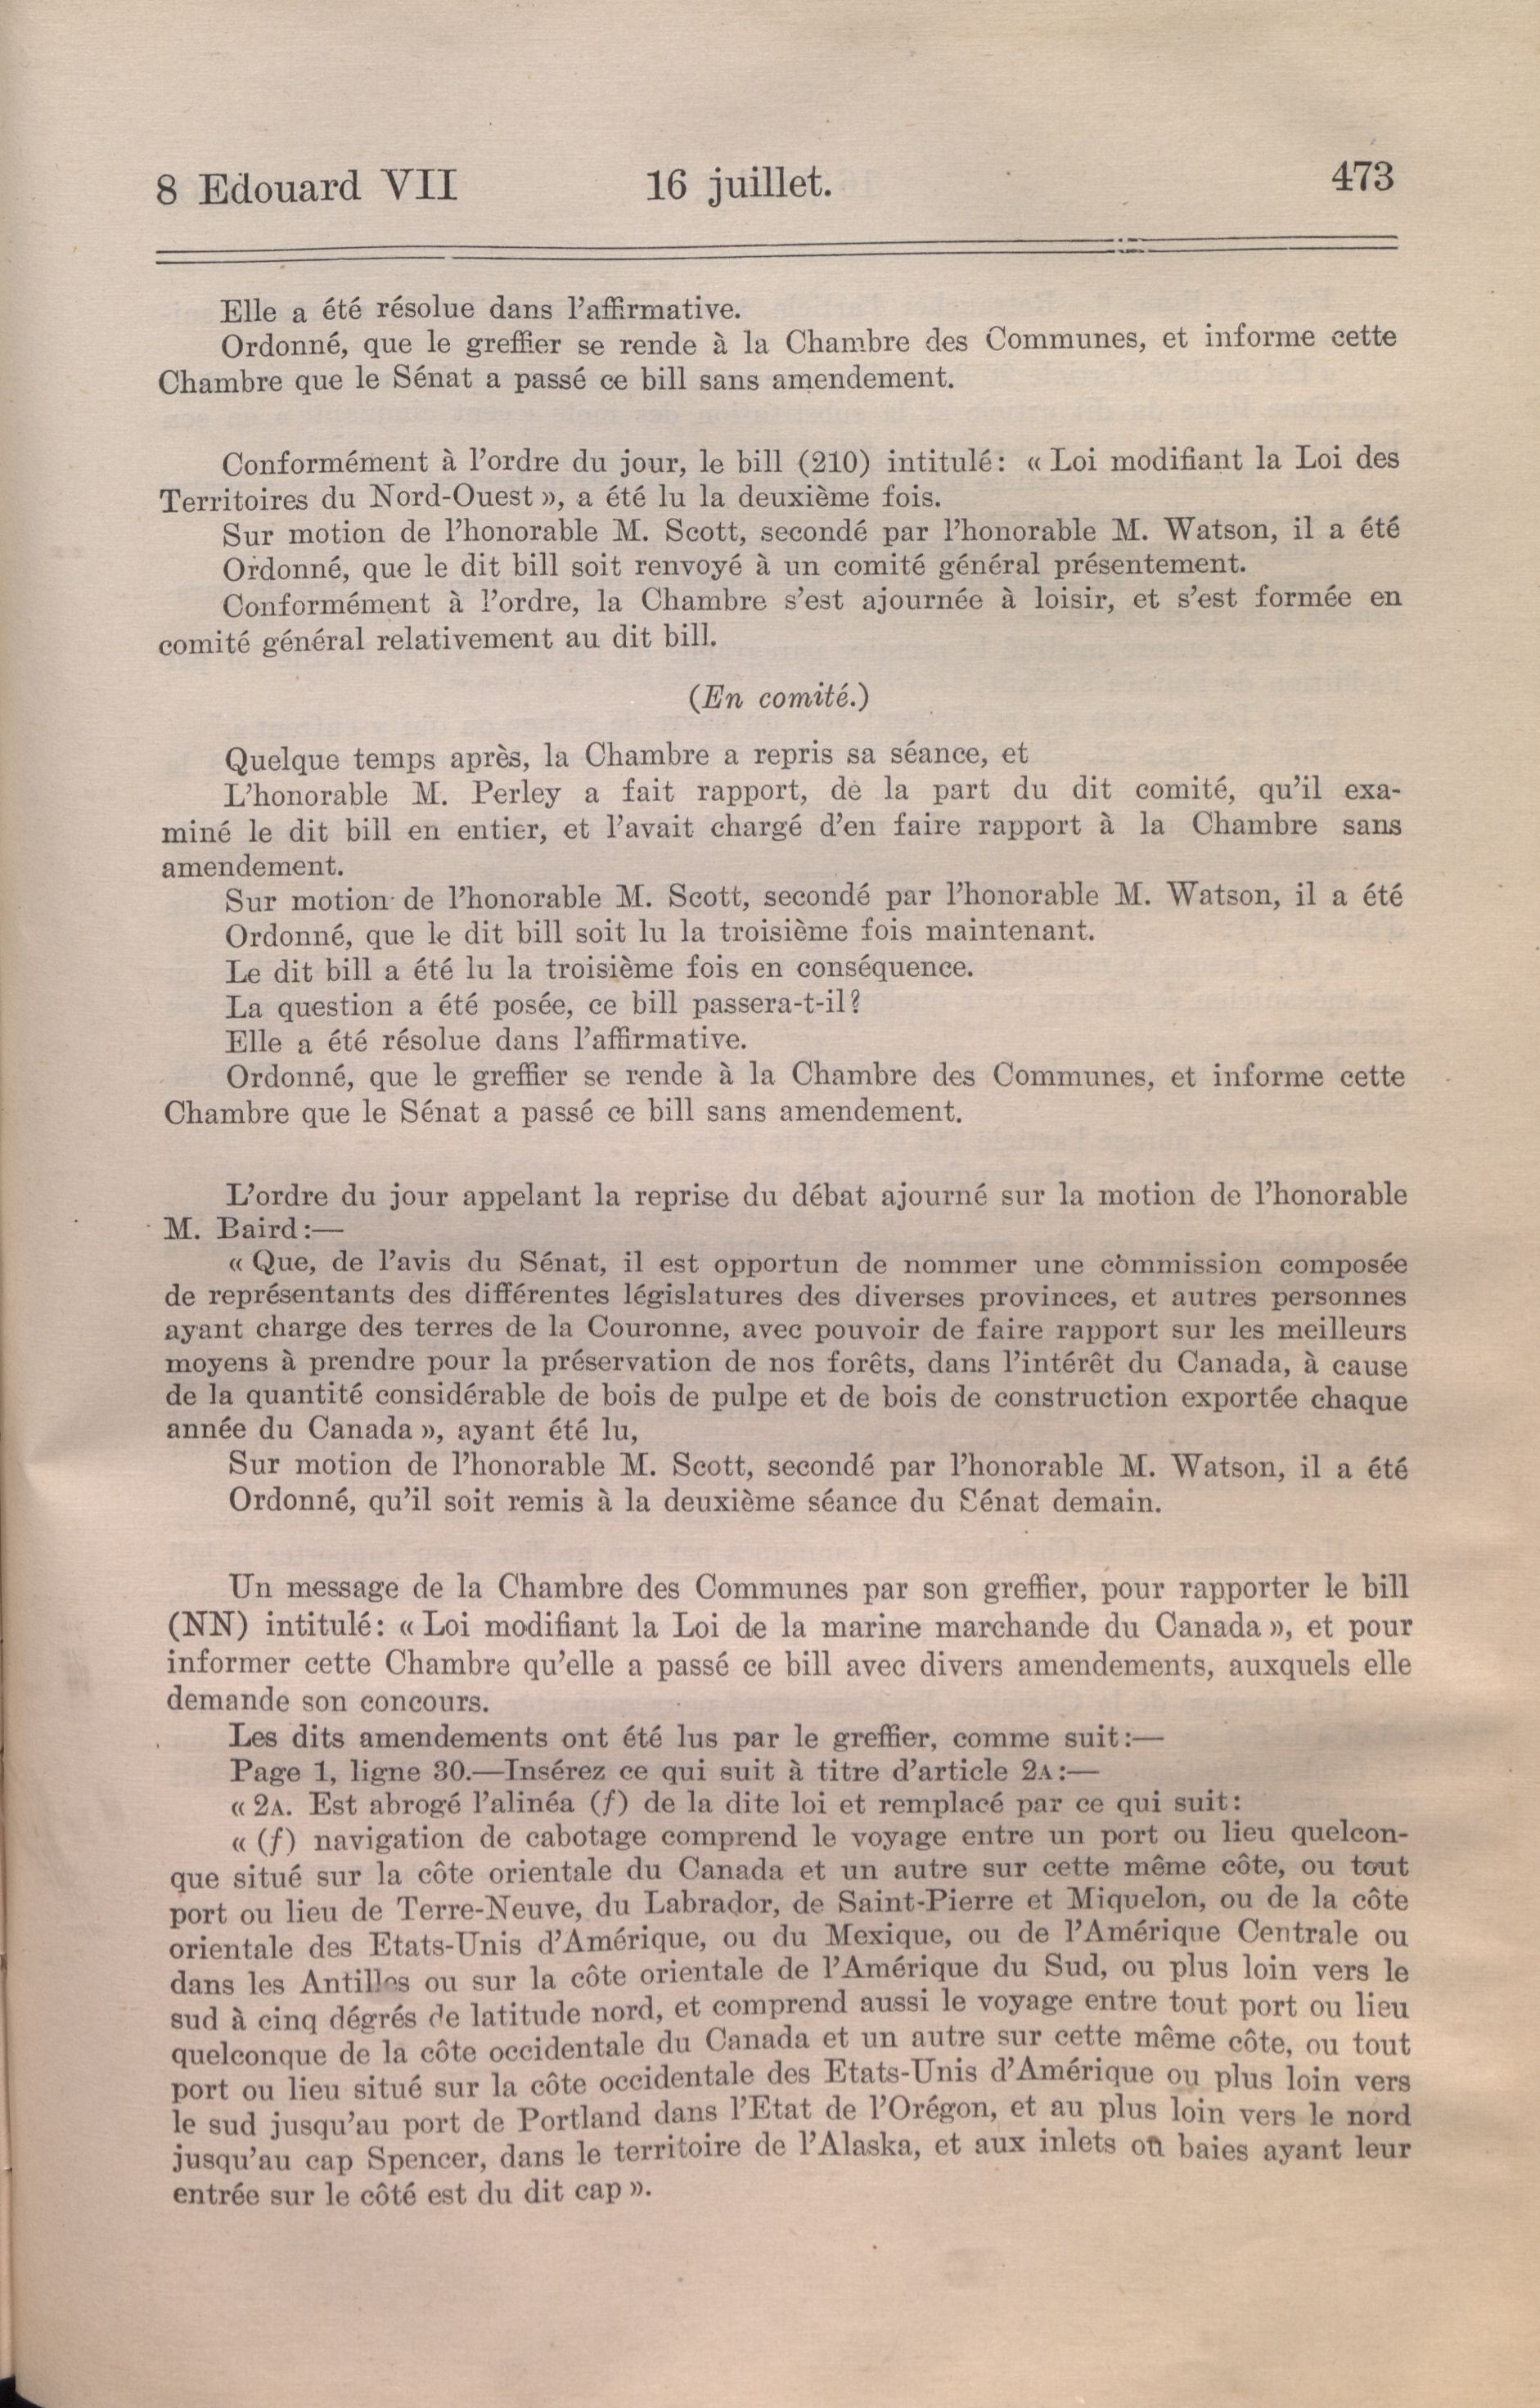 8 Edouard VII 16 juillet. 473
Elle a été résolue dans l'affirmative.
Ordonné, que le greffier se rende à la Chambre des Communes, et informe cette
Chambre que le Sénat a passé ce bill sans amendement.
Conformément à l'ordre du jour, le bill (210) intitulé: « Loi modifiant la Loi des
Territoires du Nord-Ouest », a été lu la deuxième fois.
Sur motion de l'honorable M. Scott, secondé par l'honorable M. Watson, il a été
Ordonné, que le dit bill soit renvoyé à un comité général présentement.
Conformément à l'ordre, la Chambre s'est ajournée à loisir, et s'est formée en
comité général relativement au dit bill.
(En comité.)
Quelque temps après, la Chambre a repris sa séance, et
L'honorable M. Perley a fait rapport, de la part du dit comité, qu'il exa-
miné le dit bill en entier, et l'avait chargé d'en faire rapport à la Chambre sans
amendement.
Sur motion de l'honorable M. Scott, secondé par l'honorable M. Watson, il a été
Ordonné, que le dit bill soit lu la troisième fois maintenant.
Le dit bill a été lu la troisième fois en conséquence.
La question a été posée, ce bill passera-t-il?
Elle a été résolue dans l'affirmative.
Ordonné, que le greffier se rende à la Chambre des Communes, et informe cette
Chambre que le Sénat a passé ce bill sans amendement.
L'ordre du jour appelant la reprise du débat ajourné sur la motion de l'honorable
M. Baird:—
« Que, de l'avis du Sénat, il est opportun de nommer une commission composée
de représentants des différentes législatures des diverses provinces, et autres personnes
ayant charge des terres de la Couronne, avec pouvoir de faire rapport sur les meilleurs
moyens à prendre pour la préservation de nos forêts, dans l'intérêt du Canada, à cause
de la quantité considérable de bois de pulpe et de bois de construction exportée chaque
année du Canada », ayant été lu,
Sur motion de l'honorable M. Scott, secondé par l'honorable M. Watson, il a été
Ordonné, qu'il soit remis à la deuxième séance du Sénat demain.
Un message de la Chambre des Communes par son greffier, pour rapporter le bill
(NN) intitulé: « Loi modifiant la Loi de la marine marchande du Canada », et pour
informer cette Chambre qu'elle a passé ce bill avec divers amendements, auxquels elle
demande son concours.
Les dits amendements ont été lus par le greffier, comme suit:—
Page 1, ligne 30.—Insérez ce qui suit à titre d'article 2A:—
« 2A. Est abrogé l'alinéa (f) de la dite loi et remplacé par ce qui suit:
« (f) navigation de cabotage comprend le voyage entre un port ou lieu quelcon-
que situé sur la côte orientale du Canada et un autre sur cette même côte, ou tout
port ou lieu de Terre-Neuve, du Labrador, de Saint-Pierre et Miquelon, ou de la côte
orientale des Etats-Unis d'Amérique, ou du Mexique, ou de l'Amérique Centrale ou
dans les Antilles ou sur la côte orientale de l'Amérique du Sud, ou plus loin vers le
sud à cinq dégrés de latitude nord, et comprend aussi le voyage entre tout port ou lieu
quelconque de la côte occidentale du Canada et un autre sur cette même côte, ou tout
port ou lieu situé sur la côte occidentale des Etats-Unis d'Amérique ou plus loin vers
le sud jusqu'au port de Portland dans l'Etat de l'Orégon, et au plus loin vers le nord
jusqu'au cap Spencer, dans le territoire de l'Alaska, et aux inlets ou baies ayant leur
entrée sur le côté est du dit cap ».